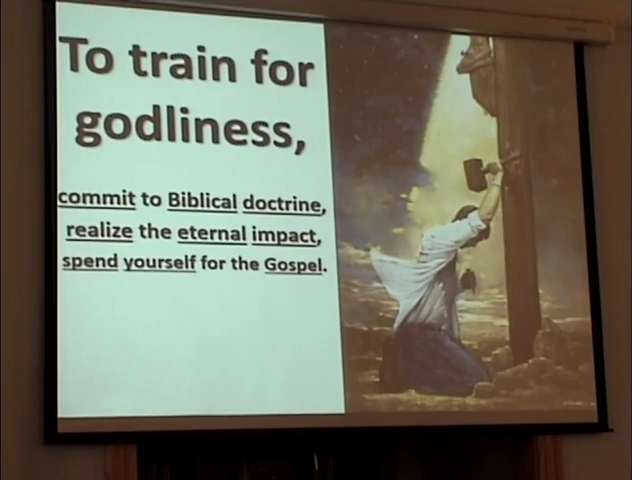 To train for
godliness,
commit to Biblical doctrine,
realize the eternal impact,
spend yourself for the Gospel.